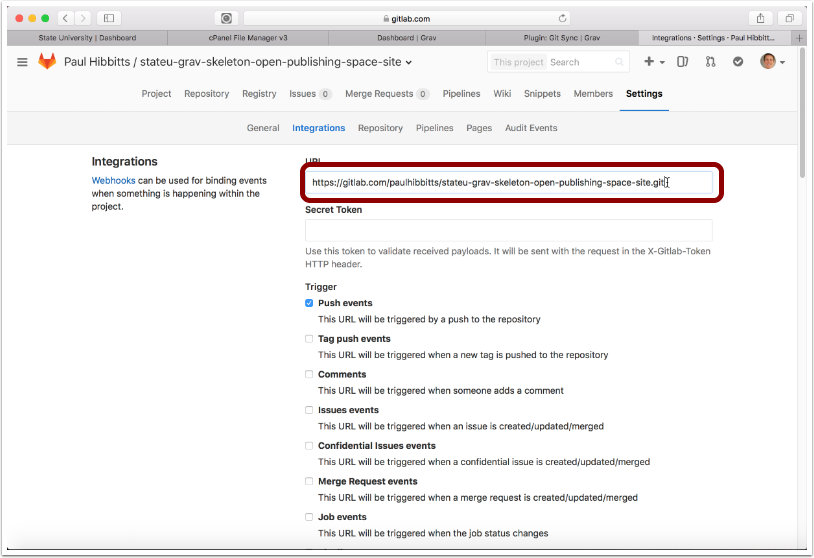 gitlab.com
State University | Dashboard
cPanel File Manager v3
Dashboard | Grav
Plugin: Git Sync | Grav
Integrations · Settings · Paul Hibbitt...
Paul Hibbitts / stateu-grav-skeleton-open-publishing-space-site
This project Search
Project Repository Registry Issues 0 Merge Requests 0 Pipelines Wiki Snippets Members Settings
General Integrations Repository Pipelines Pages Audit Events
Integrations
Webhooks can be used for binding events
when something is happening within the
project.
URL
https://gitlab.com/paulhibbitts/stateu-grav-skeleton-open-publishing-space-site.git
Secret Token
Use this token to validate received payloads. It will be sent with the request in the X-Gitlab-Token
HTTP header.
Trigger
Push events
This URL will be triggered by a push to the repository
Tag push events
This URL will be triggered when a new tag is pushed to the repository
Comments
This URL will be triggered when someone adds a comment
Issues events
This URL will be triggered when an issue is created/updated/merged
Confidential Issues events
This URL will be triggered when a confidential issue is created/updated/merged
Merge Request events
This URL will be triggered when a merge request is created/updated/merged
Job events
This URL will be triggered when the job status changes